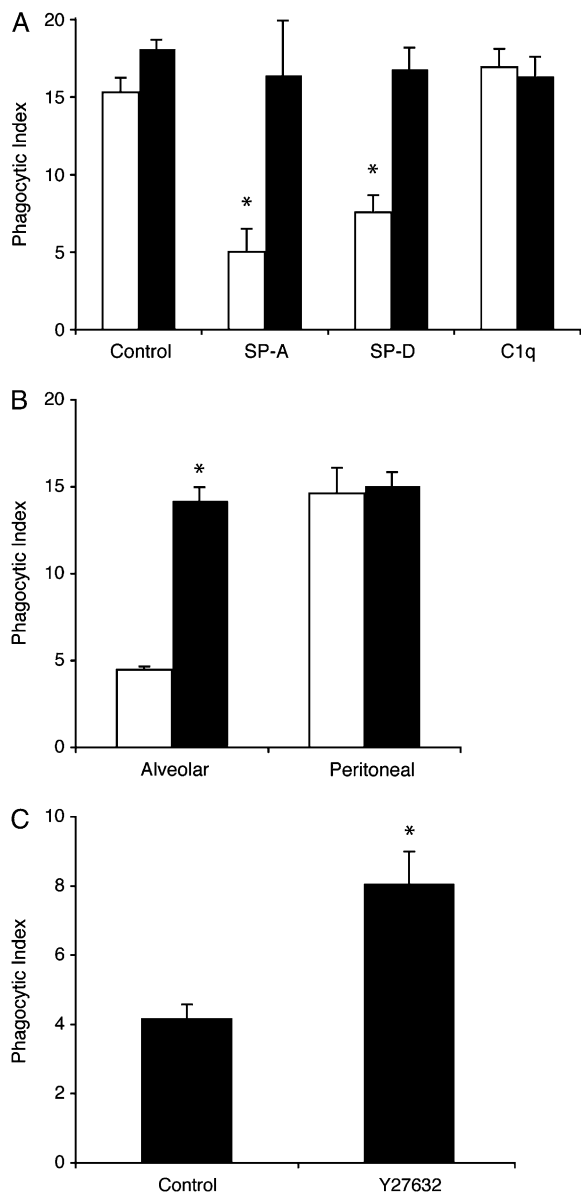 A
Phagocytic Index
20
15
10
5
0
*
*
Control SP-A SP-D C1q
B
Phagocytic Index
20
15
10
5
0
*
Alveolar Peritoneal
C
Phagocytic Index
10
8
6
4
2
0
*
Control Y27632